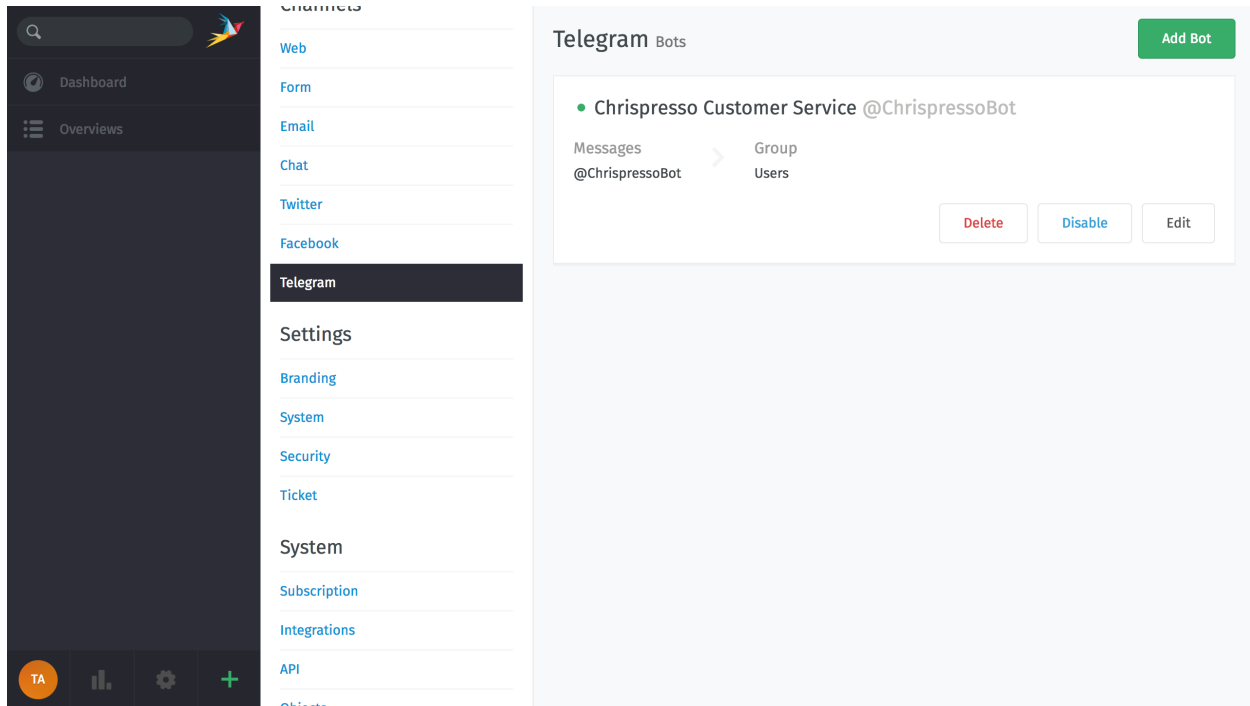 Dashboard
Overviews
TA
Channels
Web
Form
Email
Chat
Twitter
Facebook
Telegram
Settings
Branding
System
Security
Ticket
System
Subscription
Integrations
API
Objects
Telegram Bots
Add Bot
Chrispresso Customer Service @ChrispressoBot
Messages
@ChrispressoBot
Group
Users
Delete
Disable
Edit